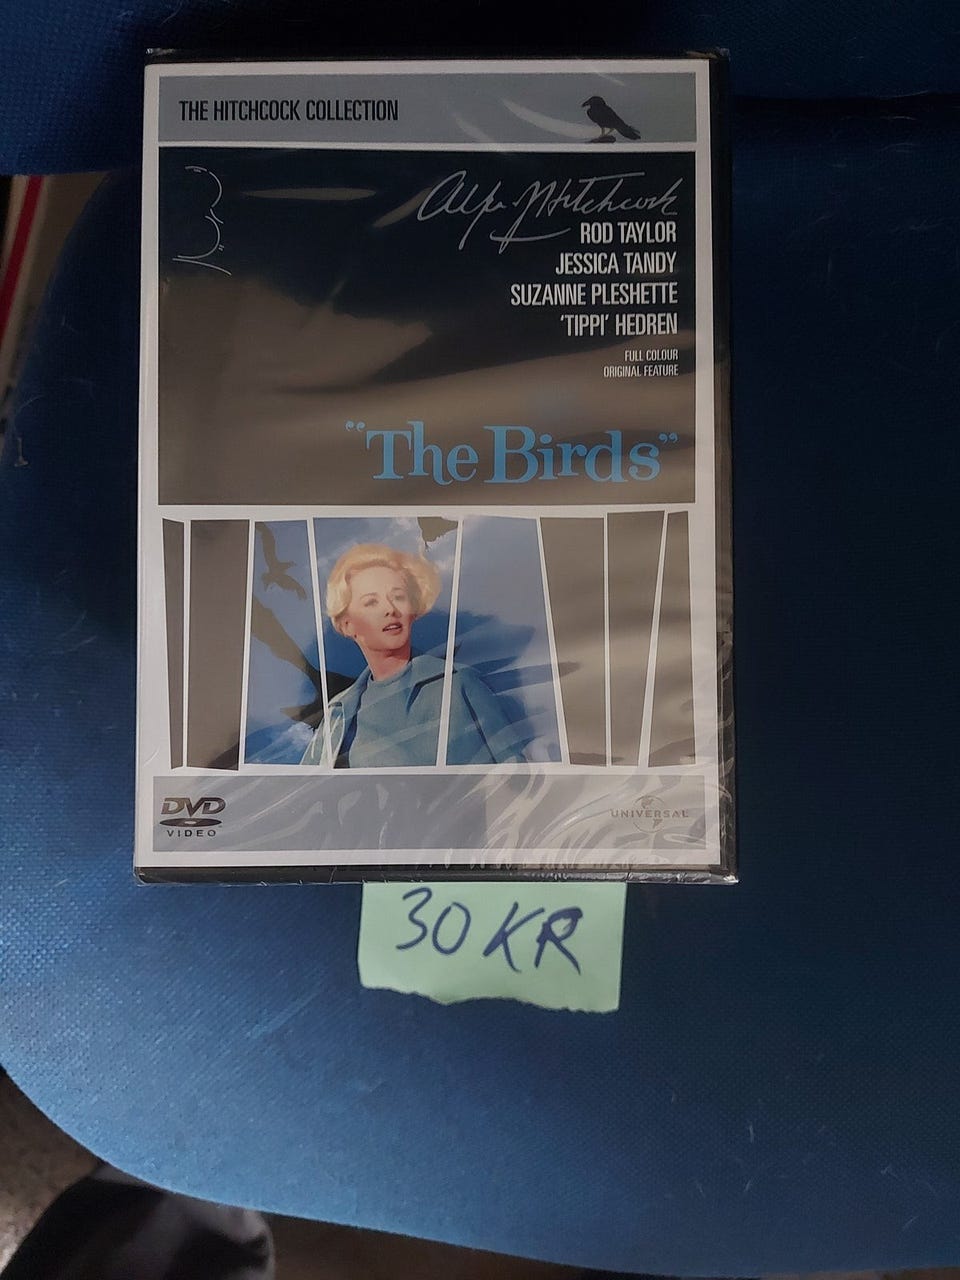 THE HITCHCOCK COLLECTION
Alfred Hitchcock
ROD TAYLOR
JESSICA TANDY
SUZANNE PLESHETTE
‘TIPPI’ HEDREN
FULL COLOUR
ORIGINAL FEATURE
“The Birds”
DVD
VIDEO
UNIVERSAL
30 KR